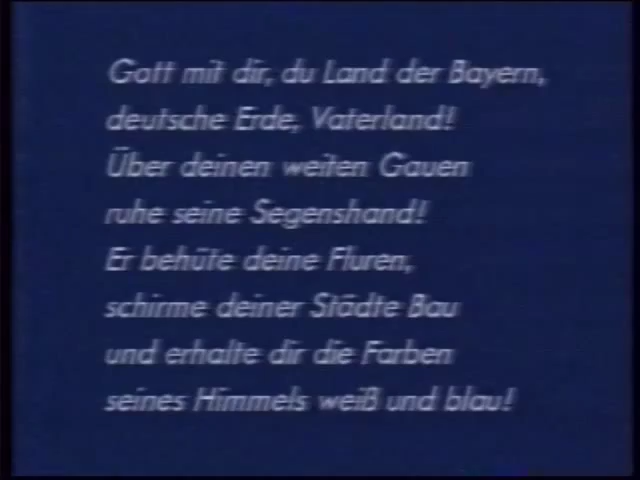 Gott mit dir, du Land der Bayern,
deutsche Erde, Vaterland!
Über deinen weiten Gauen
ruhe seine Segenshand!
Er behüte deine Fluren,
schirme deiner Städte Bau
und erhalte dir die Farben
seines Himmels weiß und blau!